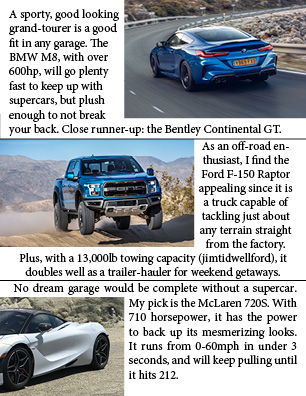 A sporty, good looking
grand-tourer is a good
fit in any garage. The
BMW M8, with over
600hp, will go plenty
fast to keep up with
supercars, but plush
enough to not break
your back. Close runner-up: the Bentley Continental GT.
As an off-road en-
thusiast, I find the
Ford F-150 Raptor
appealing since it is
a truck capable of
tackling just about
any terrain straight
from the factory.
Plus, with a 13,000lb towing capacity (jimtidwellford), it
doubles well as a trailer-hauler for weekend getaways.
No dream garage would be complete without a supercar.
My pick is the McLaren 720S. With
710 horsepower, it has the power
to back up its mesmerizing looks.
It runs from 0-60mph in under 3
seconds, and will keep pulling until
it hits 212.